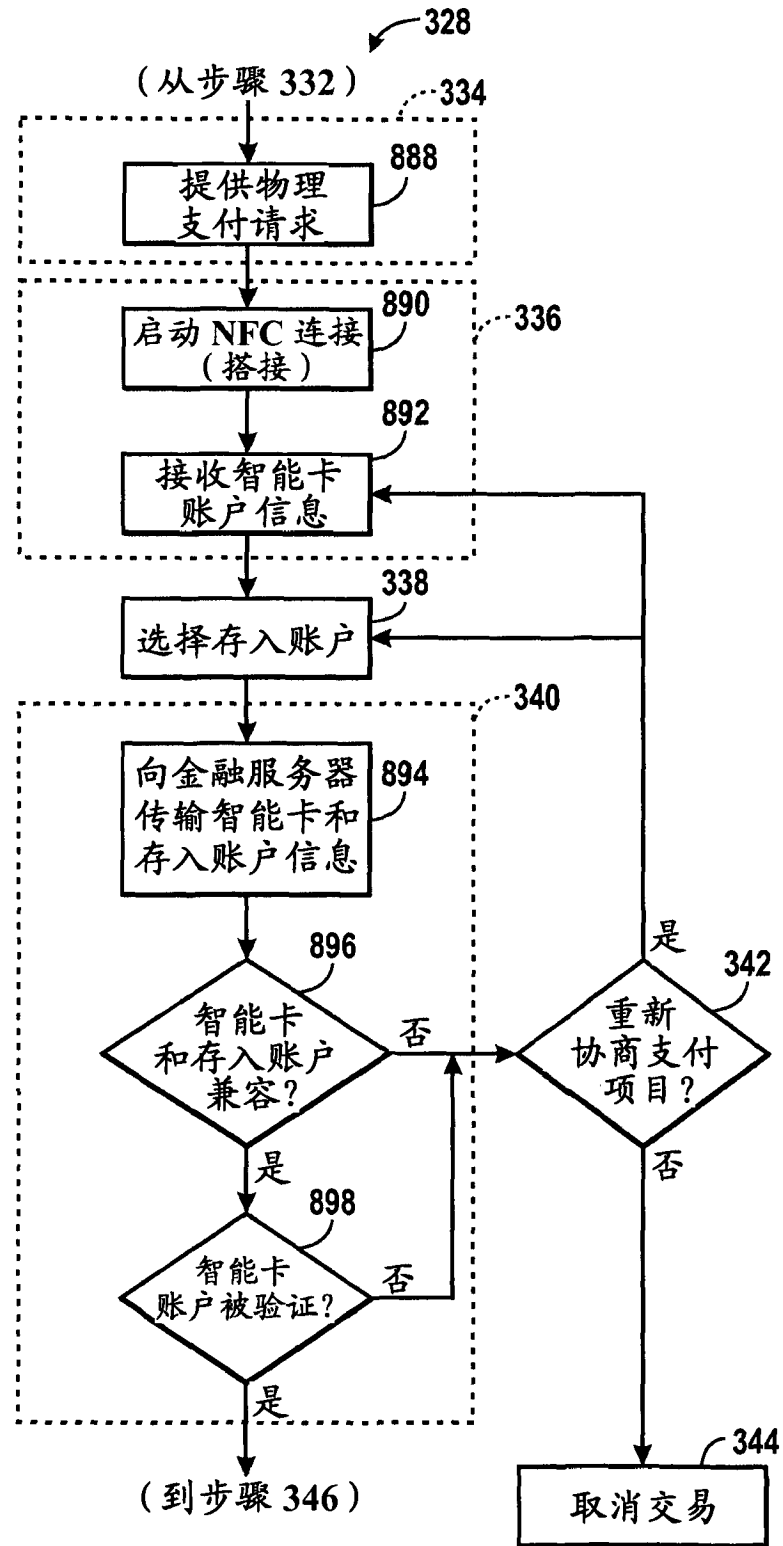 328
(从步骤 332)
334
888
提供物理
支付请求
890
336
启动 NFC 连接
(搭接)
892
接收智能卡
账户信息
338
选择存入账户
340
894
向金融服务器
传输智能卡和
存入账户信息
是
896
342
智能卡
和存入账户
兼容?
否
重新
协商支付
项目?
是
否
898
智能卡
账户被验证?
否
是
344
(到步骤 346)
取消交易